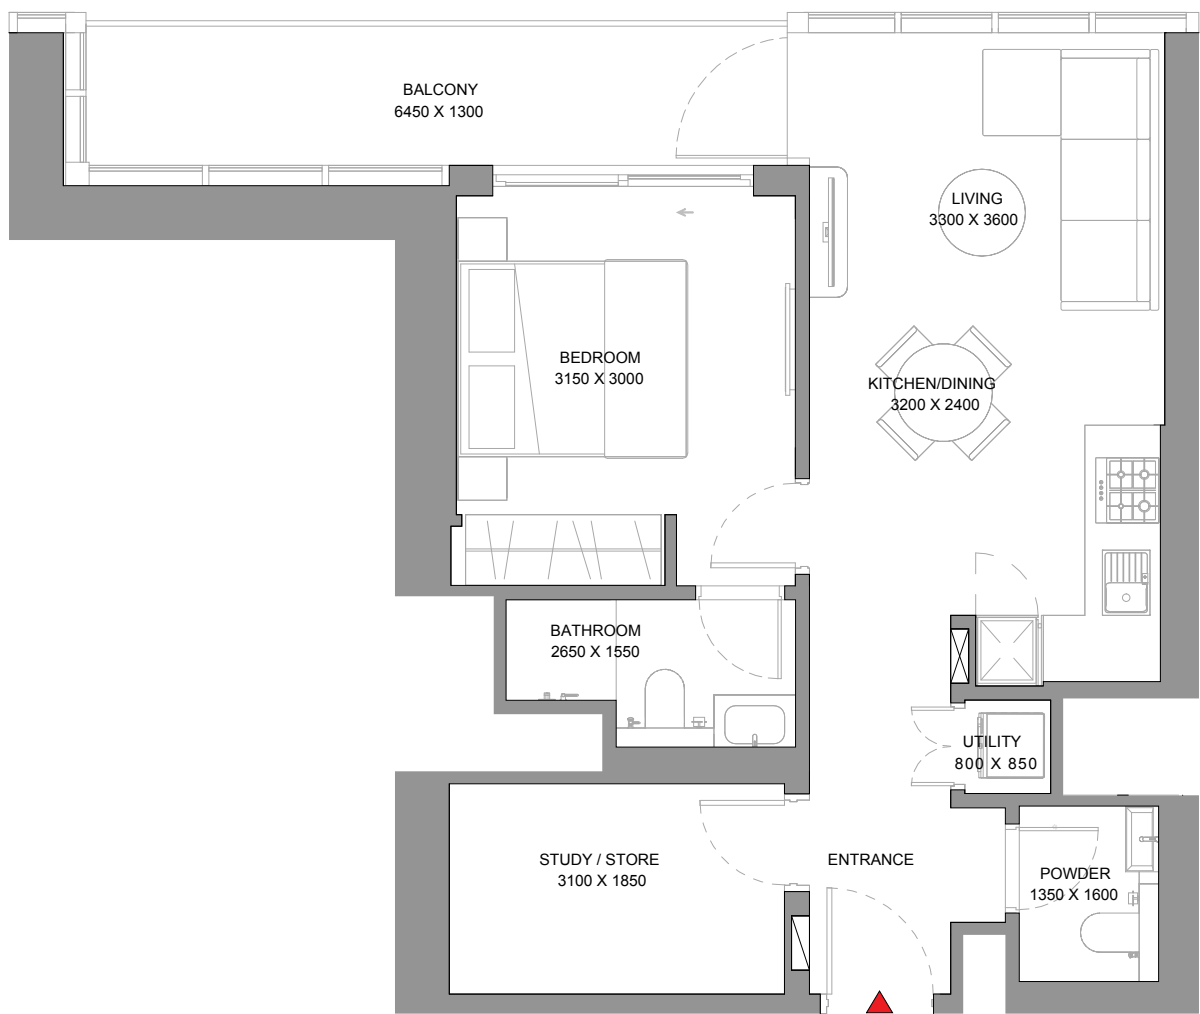 BALCONY
6450 X 1300
LIVING
3300 X 3600
BEDROOM
3150 X 3000
KITCHEN/DINING
3200 X 2400
BATHROOM
2650 X 1550
UTILITY
800 X 850
STUDY / STORE
3100 X 1850
ENTRANCE
POWDER
1350 X 1600